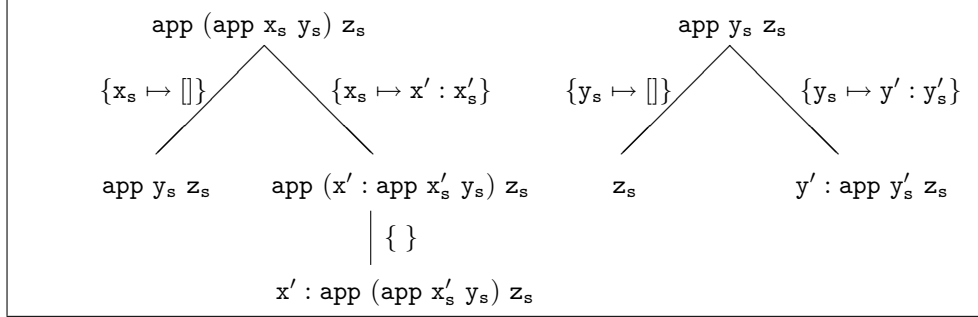 app (app xₛ yₛ) zₛ app yₛ zₛ
{xₛ ↦ []} {xₛ ↦ x′ : x′ₛ} {yₛ ↦ []} {yₛ ↦ y′ : y′ₛ}
app yₛ zₛ app (x′ : app x′ₛ yₛ) zₛ zₛ y′ : app y′ₛ zₛ
{ }
x′ : app (app x′ₛ yₛ) zₛ